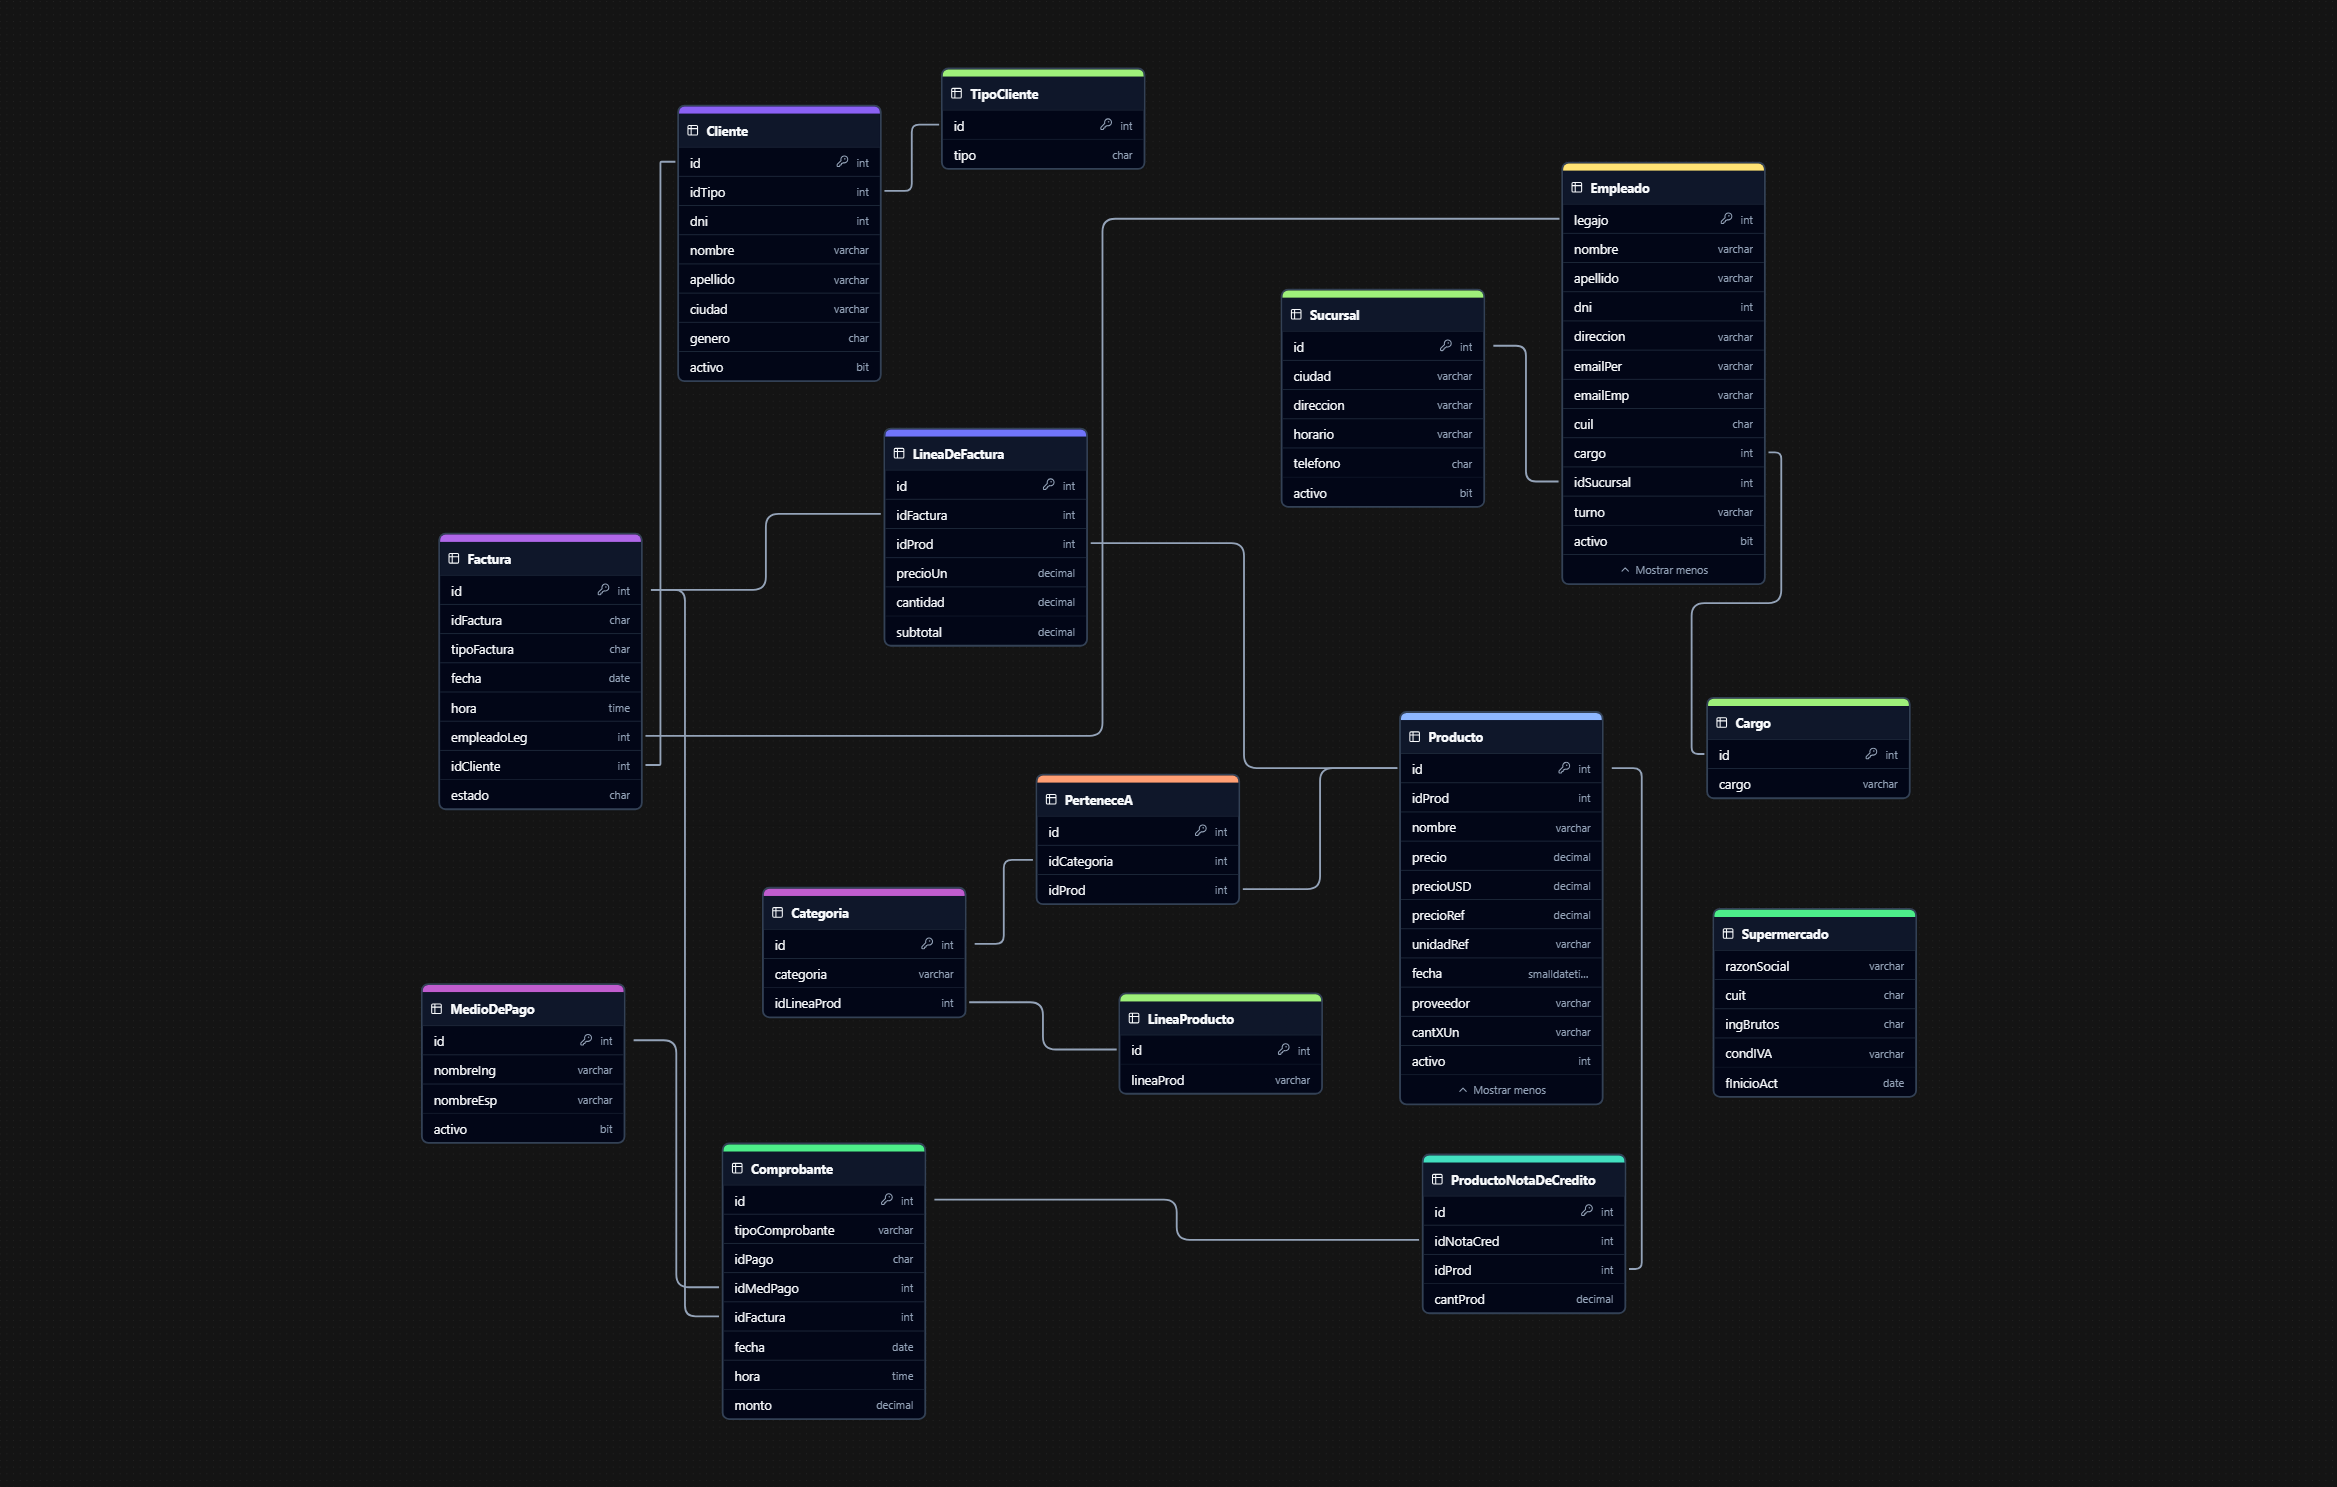 TipoCliente
id int
tipo char
Cliente
id int
idTipo int
dni int
nombre varchar
apellido varchar
ciudad varchar
genero char
activo bit
Empleado
legajo int
nombre varchar
apellido varchar
dni int
direccion varchar
emailPer varchar
emailEmp varchar
cuil char
cargo int
idSucursal int
turno varchar
activo bit
Mostrar menos
Sucursal
id int
ciudad varchar
direccion varchar
horario varchar
telefono char
activo bit
LineaDeFactura
id int
idFactura int
idProd int
precioUn decimal
cantidad decimal
subtotal decimal
Factura
id int
idFactura char
tipoFactura char
fecha date
hora time
empleadoLeg int
idCliente int
estado char
Cargo
id int
cargo varchar
Producto
id int
idProd int
nombre varchar
precio decimal
precioUSD decimal
precioRef decimal
unidadRef varchar
fecha smalldateti...
proveedor varchar
cantXUn varchar
activo int
Mostrar menos
PerteneceA
id int
idCategoria int
idProd int
Categoria
id int
categoria varchar
idLineaProd int
Supermercado
razonSocial varchar
cuit char
ingBrutos char
condIVA varchar
fInicioAct date
MedioDePago
id int
nombreIng varchar
nombreEsp varchar
activo bit
LineaProducto
id int
lineaProd varchar
Comprobante
id int
tipoComprobante varchar
idPago char
idMedPago int
idFactura int
fecha date
hora time
monto decimal
ProductoNotaDeCredito
id int
idNotaCred int
idProd int
cantProd decimal